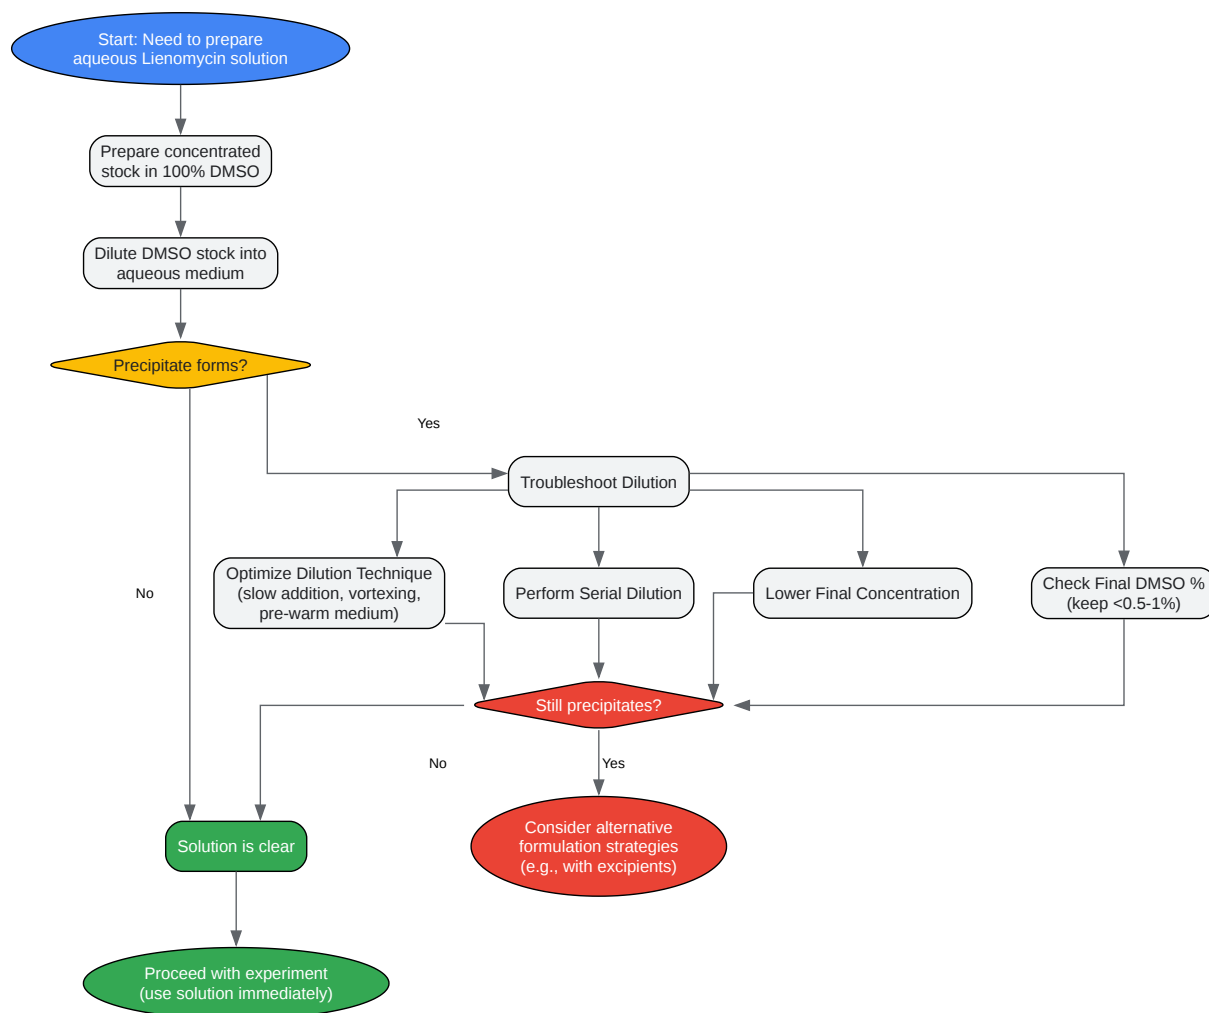 Start: Need to prepare
aqueous Lienomycin solution
Prepare concentrated
stock in 100% DMSO
Dilute DMSO stock into
aqueous medium
Precipitate forms?
Yes
Troubleshoot Dilution
No
Optimize Dilution Technique
(slow addition, vortexing,
pre-warm medium)
Perform Serial Dilution
Lower Final Concentration
Check Final DMSO %
(keep <0.5-1%)
Still precipitates?
No
Yes
Solution is clear
Consider alternative
formulation strategies
(e.g., with excipients)
Proceed with experiment
(use solution immediately)